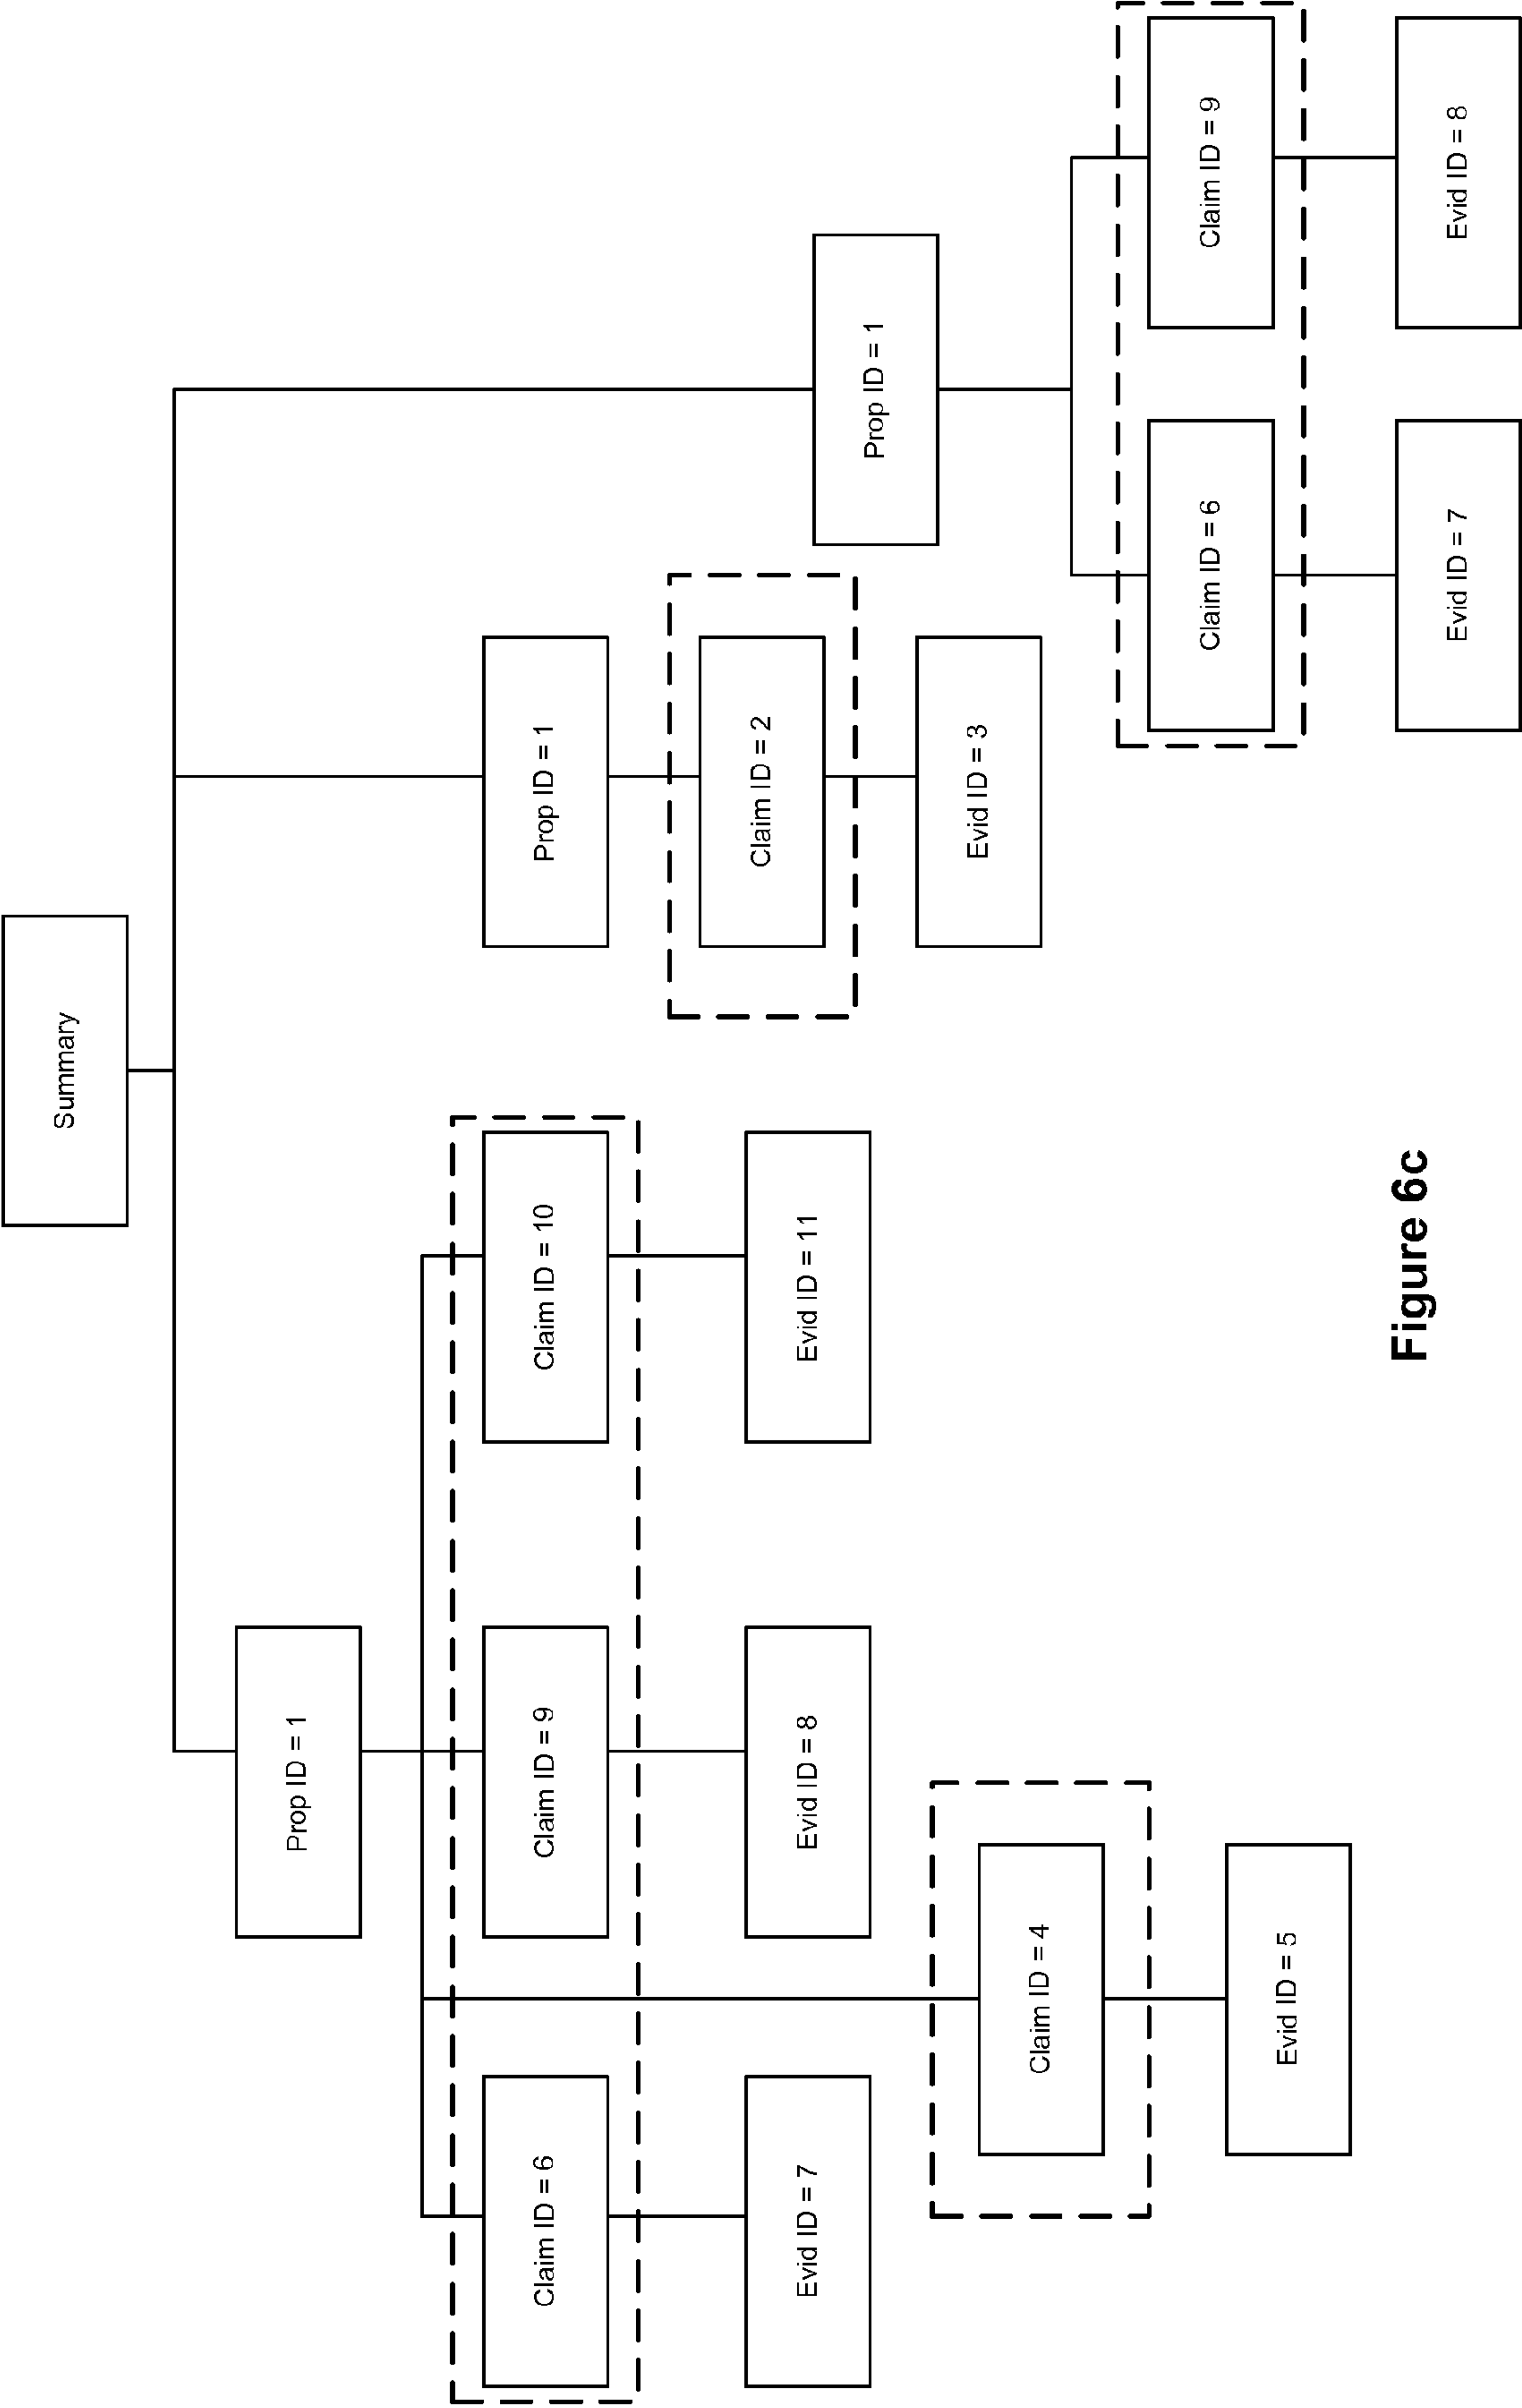 Summary
Prop ID = 1
Claim ID = 6
Claim ID = 9
Claim ID = 10
Evid ID = 7
Evid ID = 8
Evid ID = 11
Claim ID = 4
Evid ID = 5
Prop ID = 1
Claim ID = 2
Evid ID = 3
Prop ID = 1
Claim ID = 6
Claim ID = 9
Evid ID = 7
Evid ID = 8
Figure 6c